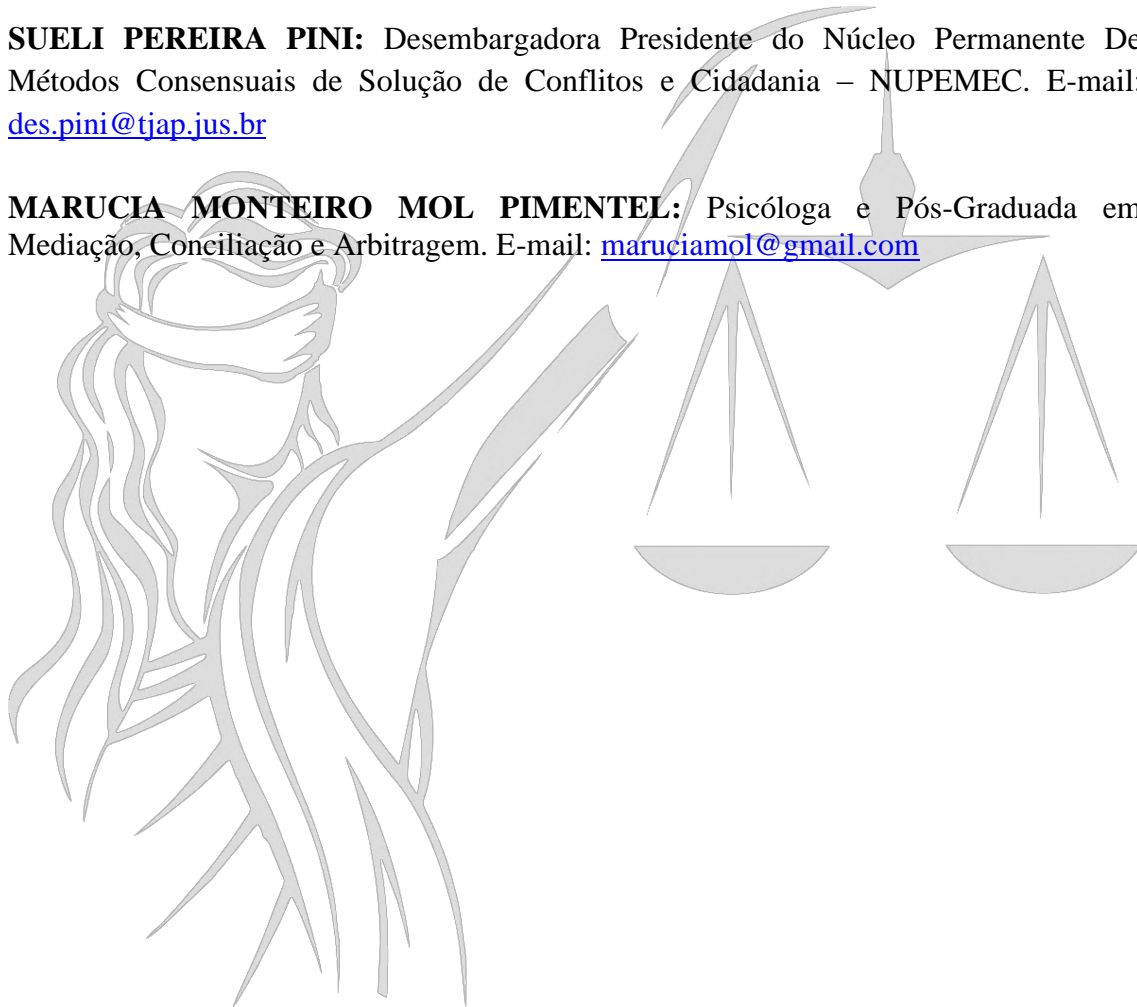 SUELI PEREIRA PINI: Desembargadora Presidente do Núcleo Permanente De
Métodos Consensuais de Solução de Conflitos e Cidadania – NUPEMEC. E-mail:
des.pini@tjap.jus.br
MARUCIA MONTEIRO MOL PIMENTEL: Psicóloga e Pós-Graduada em
Mediação, Conciliação e Arbitragem. E-mail: maruciamol@gmail.com